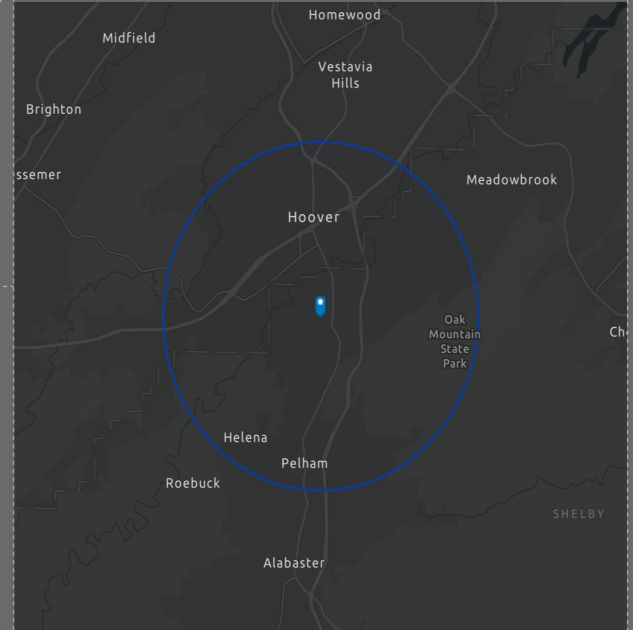 Homewood
Midfield
Vestavia
Hills
Brighton
ssemer
Meadowbrook
Hoover
Oak
Mountain
State
Park
Ch
Helena
Pelham
Roebuck
SHELBY
Alabaster